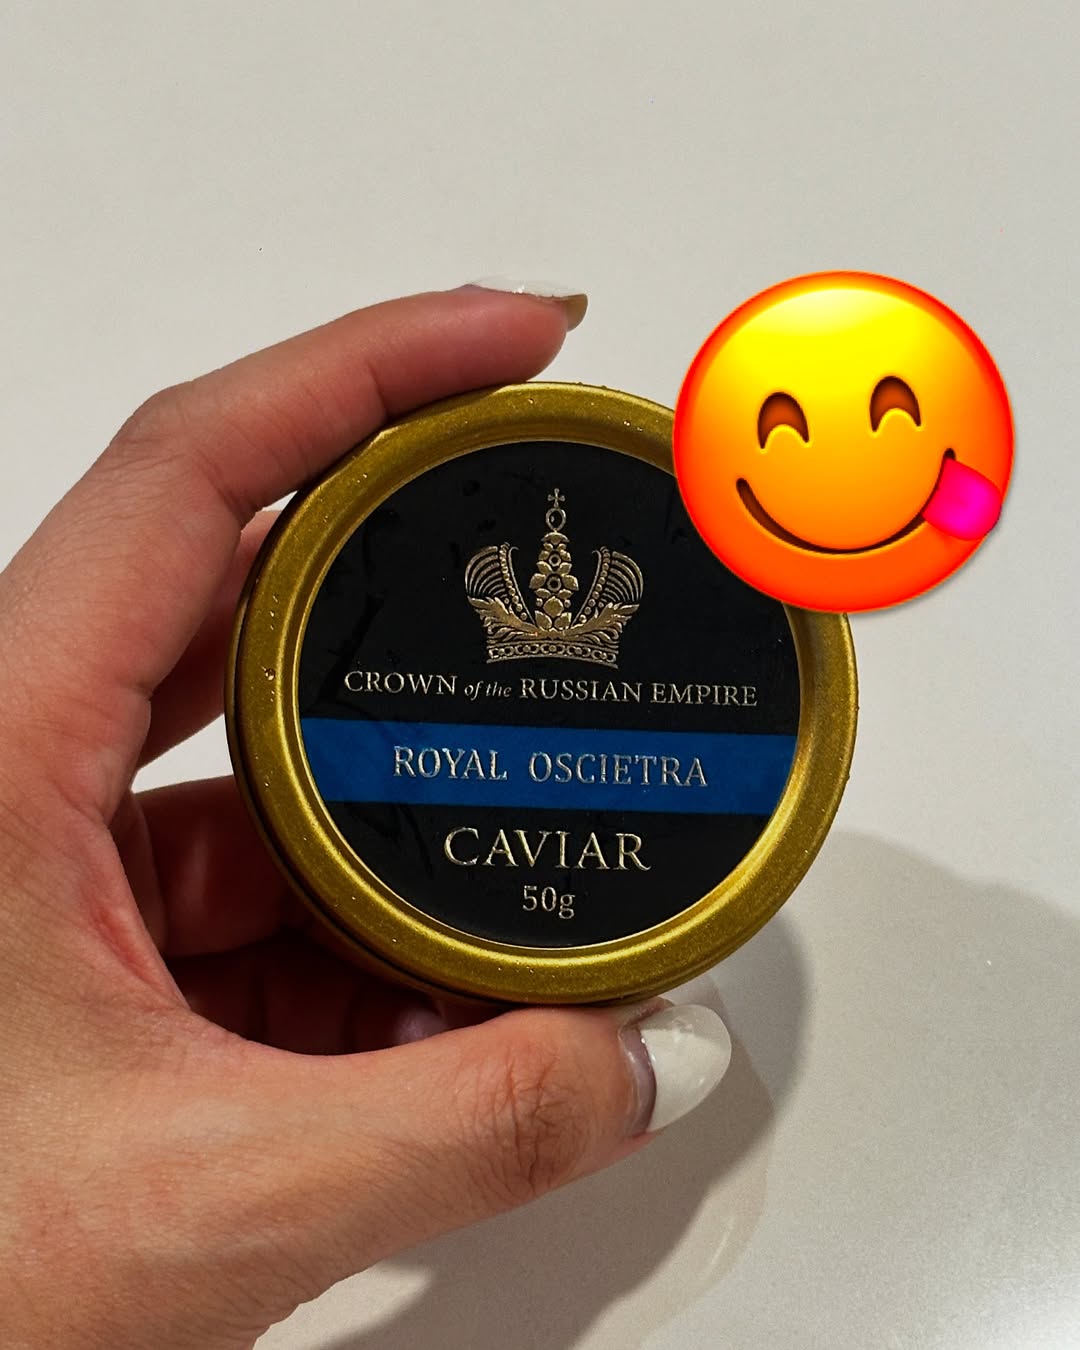 CROWN of the RUSSIAN EMPIRE
ROYAL OSCIETRA
CAVIAR
50g